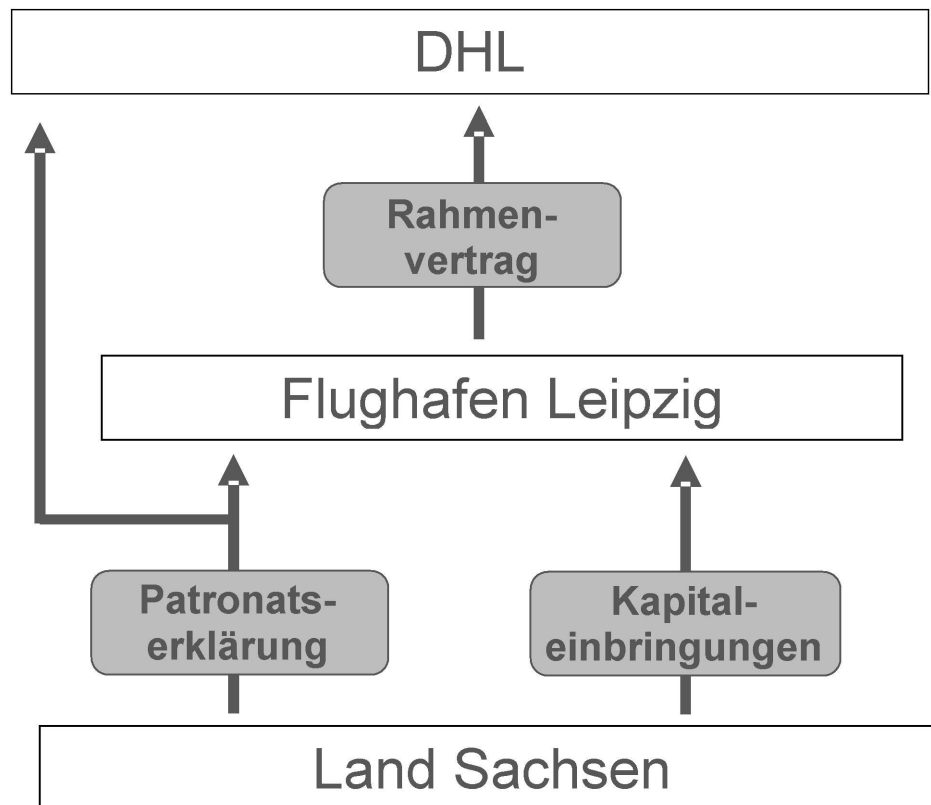 DHL
Rahmen-
vertrag
Flughafen Leipzig
Patronats-
erklärung
Kapital-
einbringungen
Land Sachsen